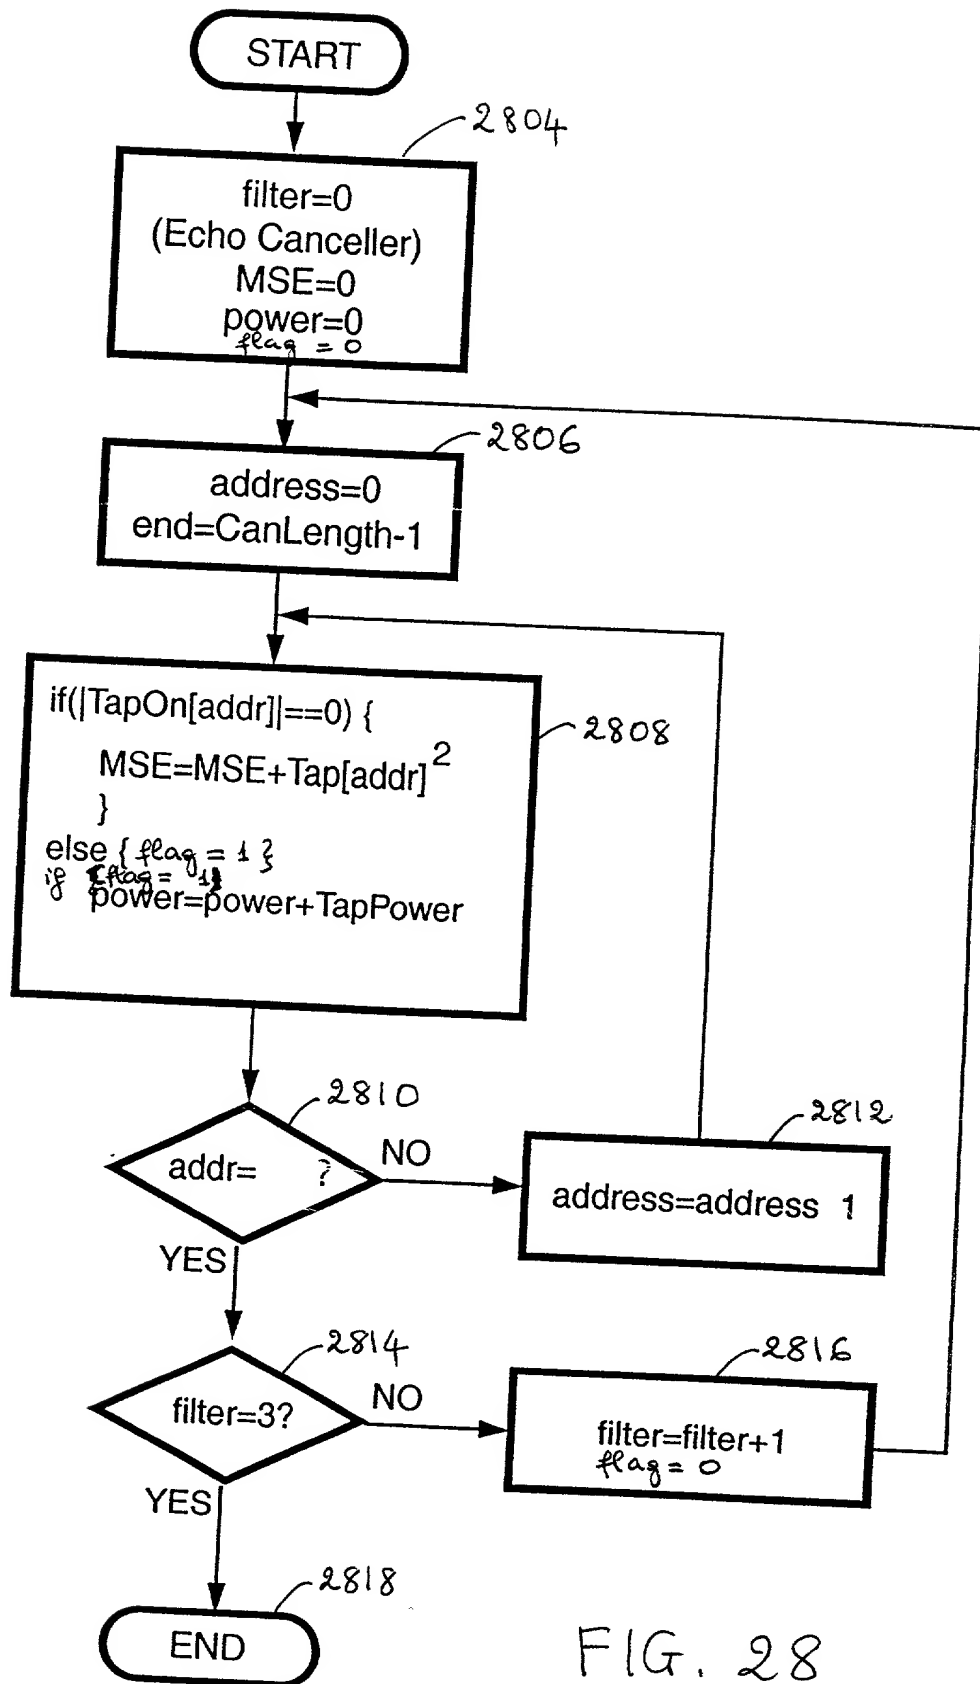 START
2804
filter=0
(Echo Canceller)
MSE=0
power=0
flag = 0
2806
address=0
end=CanLength-1
if(|TapOn[addr]|==0) {
MSE=MSE+Tap[addr]²
}
2808
else { flag = 1 }
if {flag = 1}
power=power+TapPower
2810
addr= ?
NO
YES
2812
address=address 1
2814
filter=3?
NO
YES
2816
filter=filter+1
flag = 0
2818
END
FIG. 28